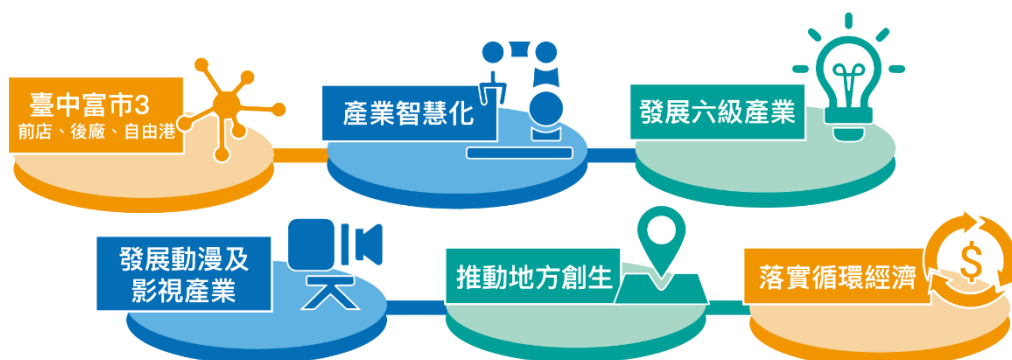 臺中富市3
前店、後廠、自由港
產業智慧化
發展六級產業
發展動漫及
影視產業
推動地方創生
落實循環經濟
$